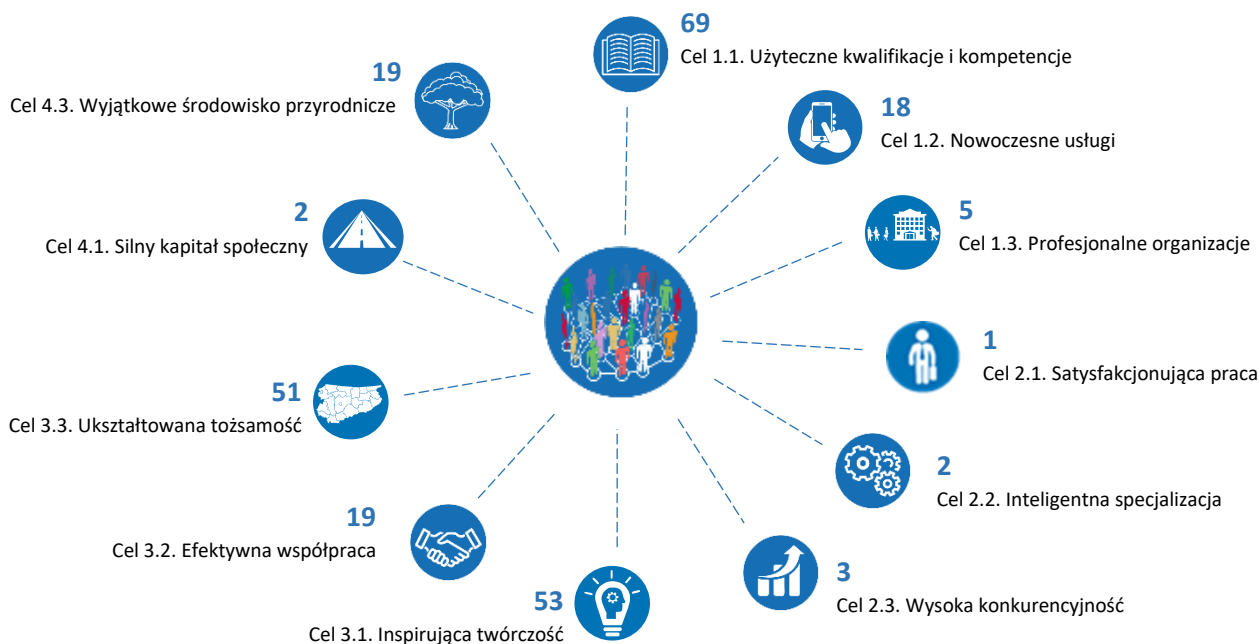 69
Cel 1.1. Użyteczne kwalifikacje i kompetencje
18
Cel 1.2. Nowoczesne usługi
5
Cel 1.3. Profesjonalne organizacje
1
Cel 2.1. Satysfakcjonująca praca
2
Cel 2.2. Inteligentna specjalizacja
3
Cel 2.3. Wysoka konkurencyjność
53
Cel 3.1. Inspirująca twórczość
19
Cel 3.2. Efektywna współpraca
51
Cel 3.3. Ukształtowana tożsamość
2
Cel 4.1. Silny kapitał społeczny
19
Cel 4.3. Wyjątkowe środowisko przyrodnicze